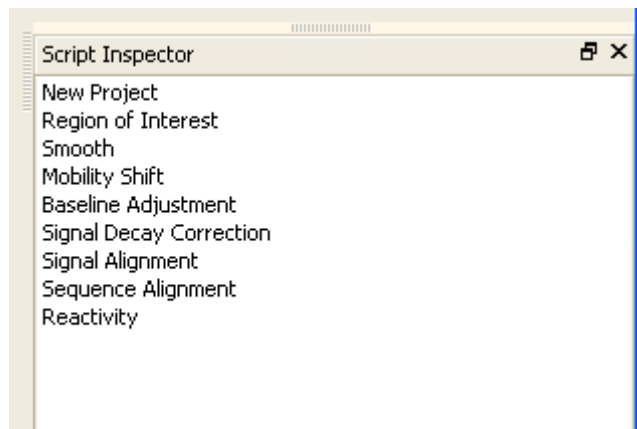 Script Inspector
New Project
Region of Interest
Smooth
Mobility Shift
Baseline Adjustment
Signal Decay Correction
Signal Alignment
Sequence Alignment
Reactivity